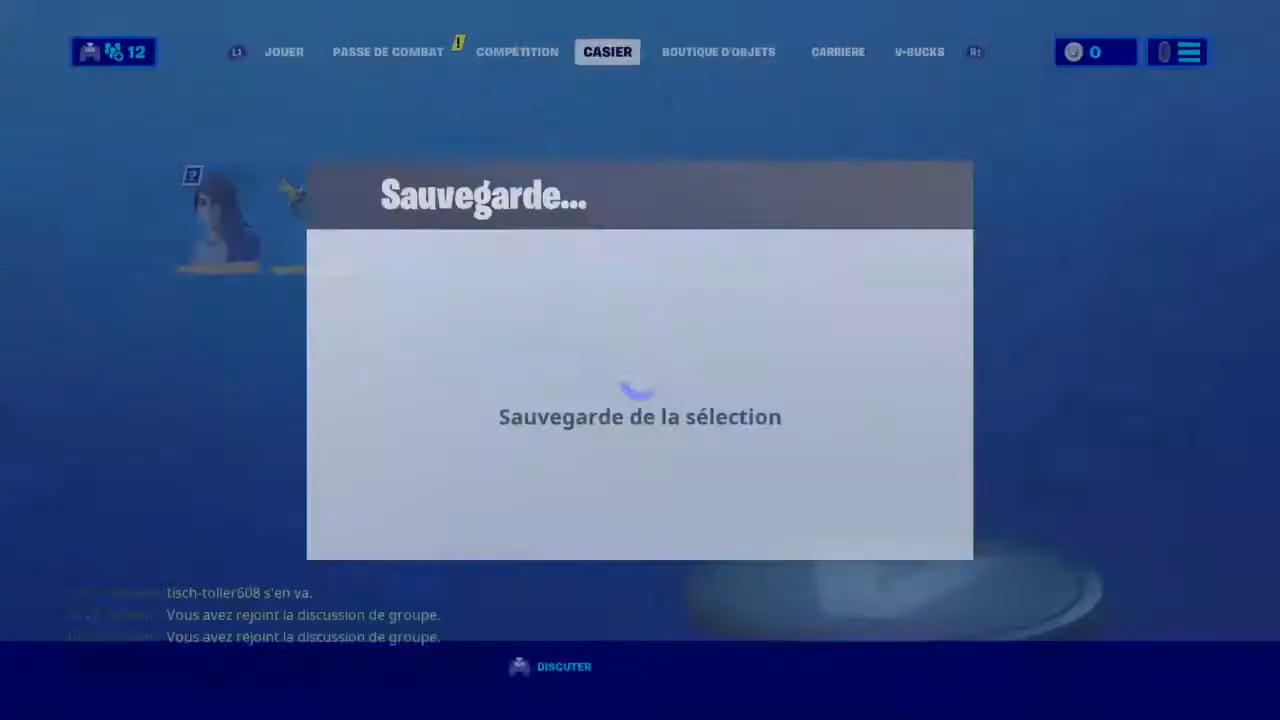 12
L1
JOUER
PASSE DE COMBAT
!
COMPÉTITION
CASIER
BOUTIQUE D'OBJETS
CARRIÈRE
V-BUCKS
R1
0
?
Sauvegarde...
Sauvegarde de la sélection
tisch-toller608 s'en va.
Vous avez rejoint la discussion de groupe.
Vous avez rejoint la discussion de groupe.
DISCUTER